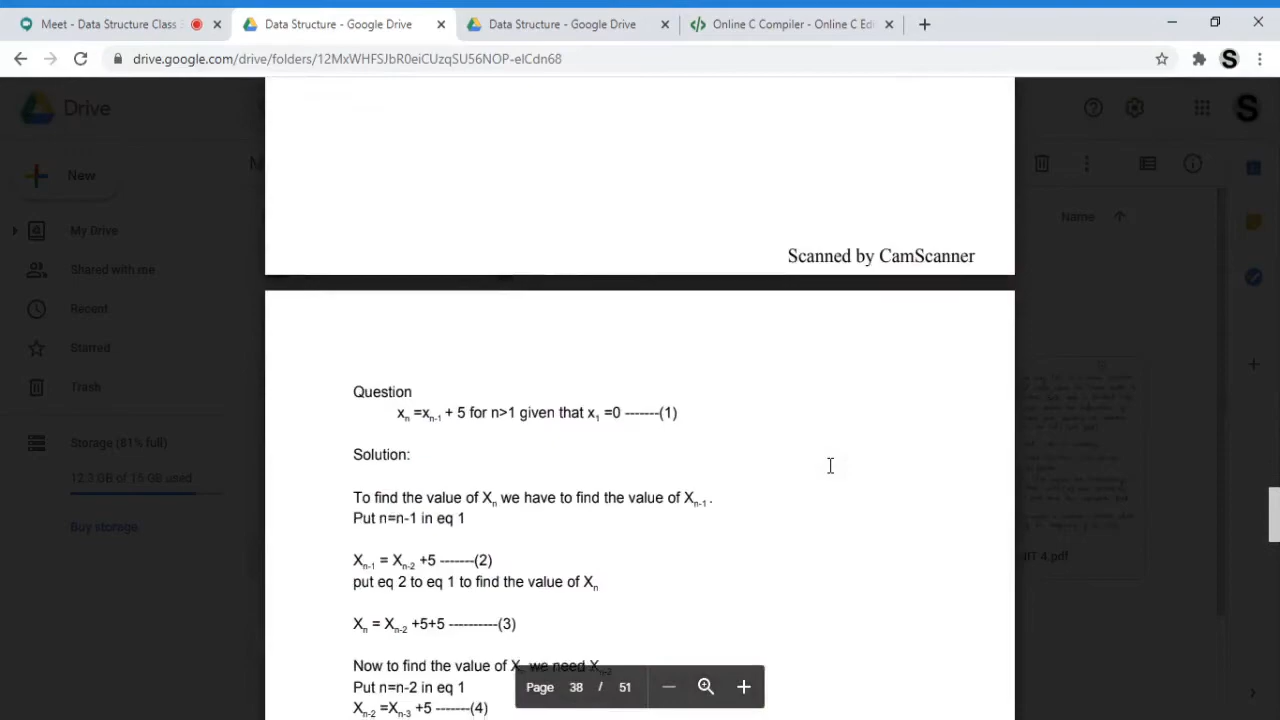 Meet - Data Structure Class
Data Structure - Google Drive
Data Structure - Google Drive
Online C Compiler - Online C Edi
drive.google.com/drive/folders/12MxWHFSJbR0eiCUzqSU56NOP-eICdn68
S
Drive
S
New
My Drive
Shared with me
Recent
Starred
Trash
Storage (81% full)
12.3 GB of 15 GB used
Buy storage
Name
Scanned by CamScanner
Question
xn =xn-1 + 5 for n>1 given that x1 =0 -------(1)
Solution:
To find the value of Xn we have to find the value of Xn-1 .
Put n=n-1 in eq 1
Xn-1 = Xn-2 +5 -------(2)
put eq 2 to eq 1 to find the value of Xn
Xn = Xn-2 +5+5 ----------(3)
Now to find the value of Xn we need Xn-2
Put n=n-2 in eq 1
Xn-2 =Xn-3 +5 -------(4)
Page 38 / 51
IT 4.pdf